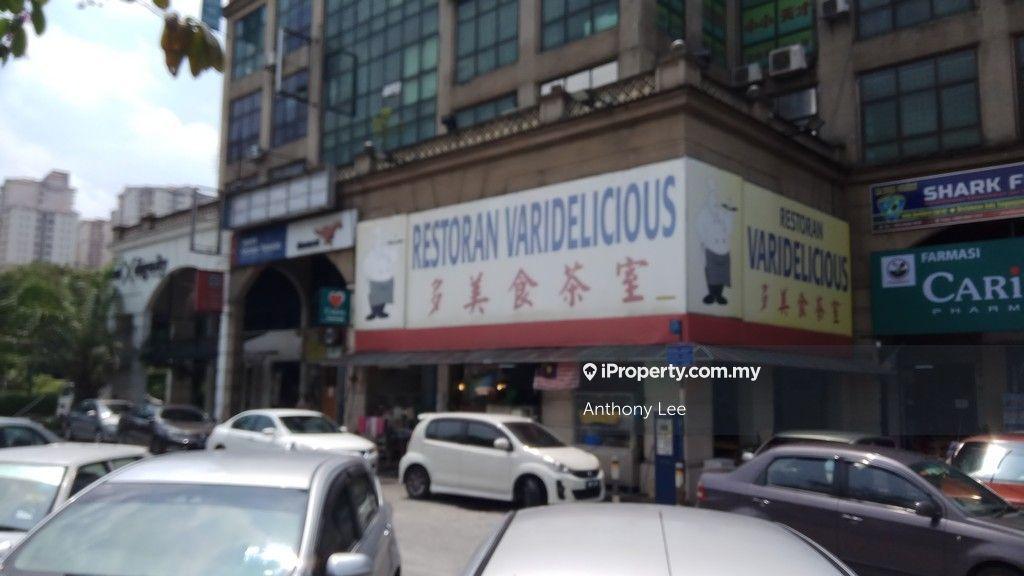 RESTORAN VARIDELICIOUS
多美食茶室
RESTORAN
VARIDELICIOUS
多美食茶室
SHARK F
FARMASI
CARi
PHARM
iProperty.com.my
Anthony Lee